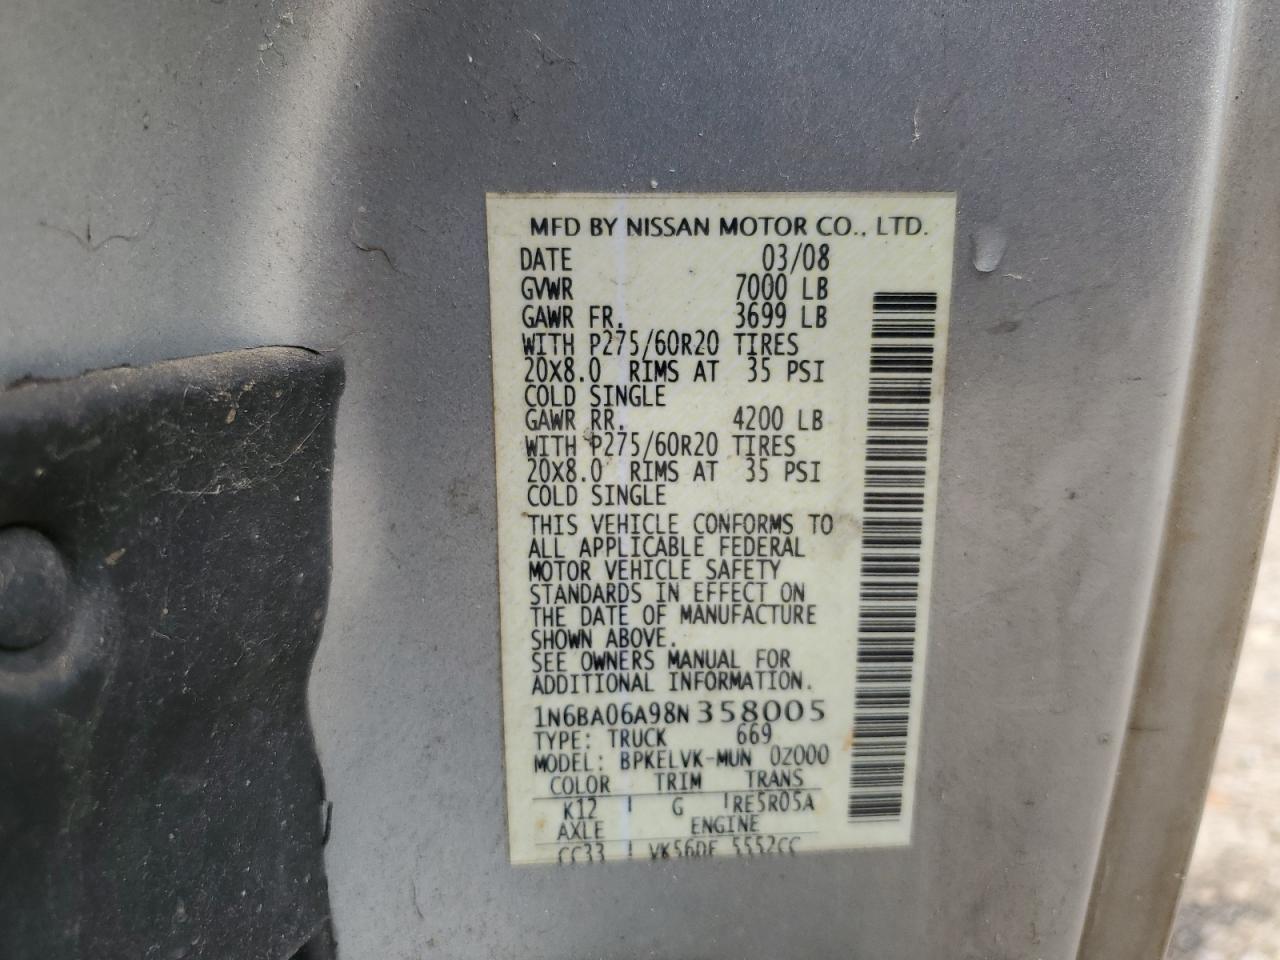 MFD BY NISSAN MOTOR CO., LTD.
DATE 03/08
GVWR 7000 LB
GAWR FR. 3699 LB
WITH P275/60R20 TIRES
20X8.0 RIMS AT 35 PSI
COLD SINGLE
GAWR RR. 4200 LB
WITH P275/60R20 TIRES
20X8.0 RIMS AT 35 PSI
COLD SINGLE
THIS VEHICLE CONFORMS TO
ALL APPLICABLE FEDERAL
MOTOR VEHICLE SAFETY
STANDARDS IN EFFECT ON
THE DATE OF MANUFACTURE
SHOWN ABOVE.
SEE OWNERS MANUAL FOR
ADDITIONAL INFORMATION.
1N6BA06A98N358005
TYPE: TRUCK 669
MODEL: BPKELVK-MUN 0Z000
COLOR TRIM TRANS
K12 G RE5R05A
AXLE ENGINE
CC33 VK56DE 5552CC